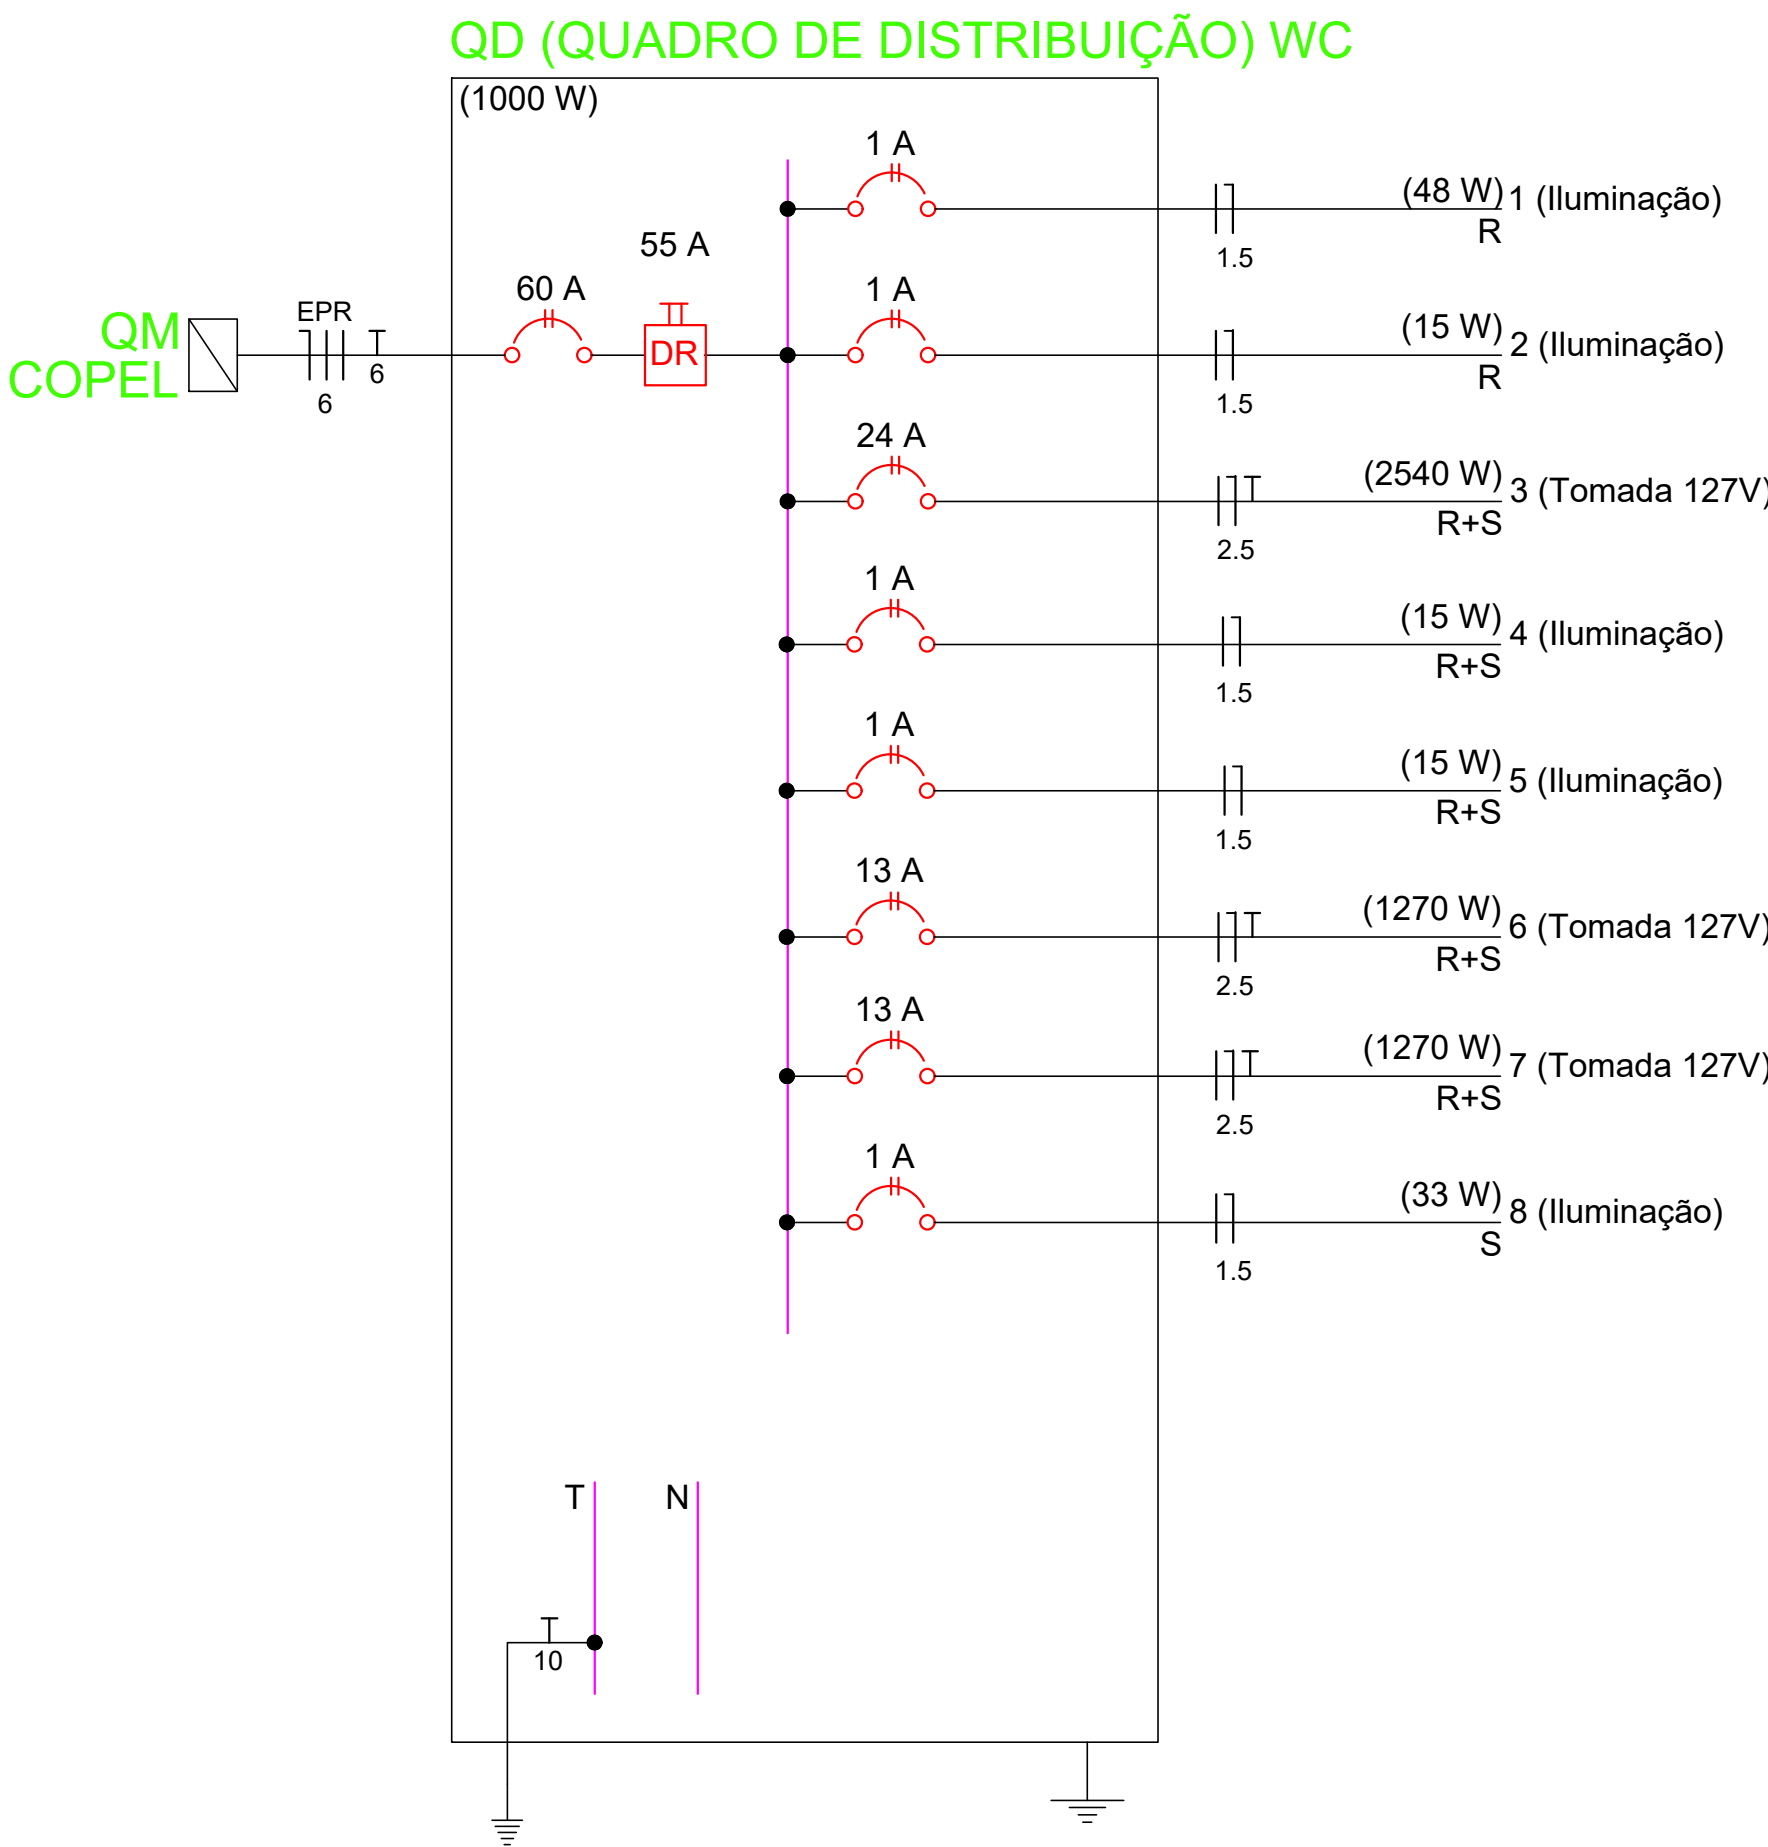 QD (QUADRO DE DISTRIBUIÇÃO) WC
(1000 W)
1 A
(48 W)
1 (Iluminação)
R
1.5
55 A
60 A
1 A
EPR
QM
COPEL
6
6
DR
(15 W)
2 (Iluminação)
R
1.5
24 A
(2540 W)
3 (Tomada 127V)
R+S
2.5
1 A
(15 W)
4 (Iluminação)
R+S
1.5
1 A
(15 W)
5 (Iluminação)
R+S
1.5
13 A
(1270 W)
6 (Tomada 127V)
R+S
2.5
13 A
(1270 W)
7 (Tomada 127V)
R+S
2.5
1 A
(33 W)
8 (Iluminação)
S
1.5
T
N
10